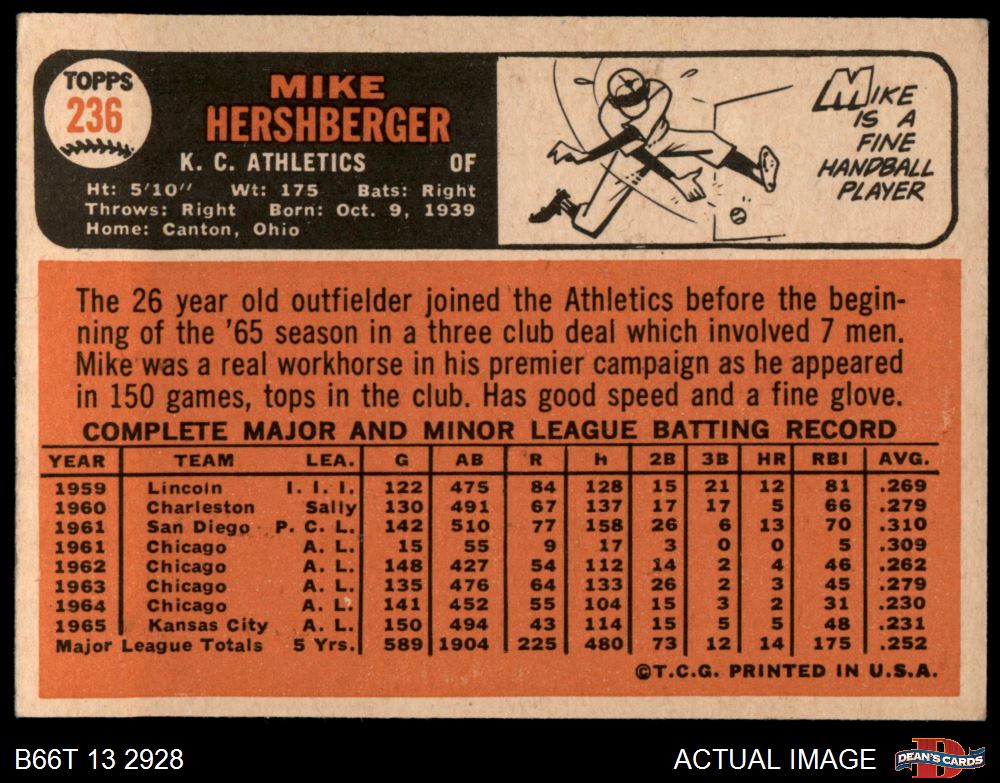 TOPPS
236
MIKE
HERSHBERGER
K. C. ATHLETICS OF
Ht: 5'10" Wt: 175 Bats: Right
Throws: Right Born: Oct. 9, 1939
Home: Canton, Ohio
MIKE
IS A
FINE
HANDBALL
PLAYER
The 26 year old outfielder joined the Athletics before the begin-
ning of the '65 season in a three club deal which involved 7 men.
Mike was a real workhorse in his premier campaign as he appeared
in 150 games, tops in the club. Has good speed and a fine glove.
COMPLETE MAJOR AND MINOR LEAGUE BATTING RECORD
YEAR TEAM LEA. G AB R h 2B 3B HR RBI AVG.
1959 Lincoln I. I. I. 122 475 84 128 15 21 12 81 .269
1960 Charleston Sally 130 491 67 137 17 17 5 66 .279
1961 San Diego P. C. L. 142 510 77 158 26 6 13 70 .310
1961 Chicago A. L. 15 55 9 17 3 0 0 5 .309
1962 Chicago A. L. 148 427 54 112 14 2 4 46 .262
1963 Chicago A. L. 135 476 64 133 26 2 3 45 .279
1964 Chicago A. L. 141 452 55 104 15 3 2 31 .230
1965 Kansas City A. L. 150 494 43 114 15 5 5 48 .231
Major League Totals 5 Yrs. 589 1904 225 480 73 12 14 175 .252
©T.C.G. PRINTED IN U.S.A.
B66T 13 2928 ACTUAL IMAGE
D
DEAN'S CARDS